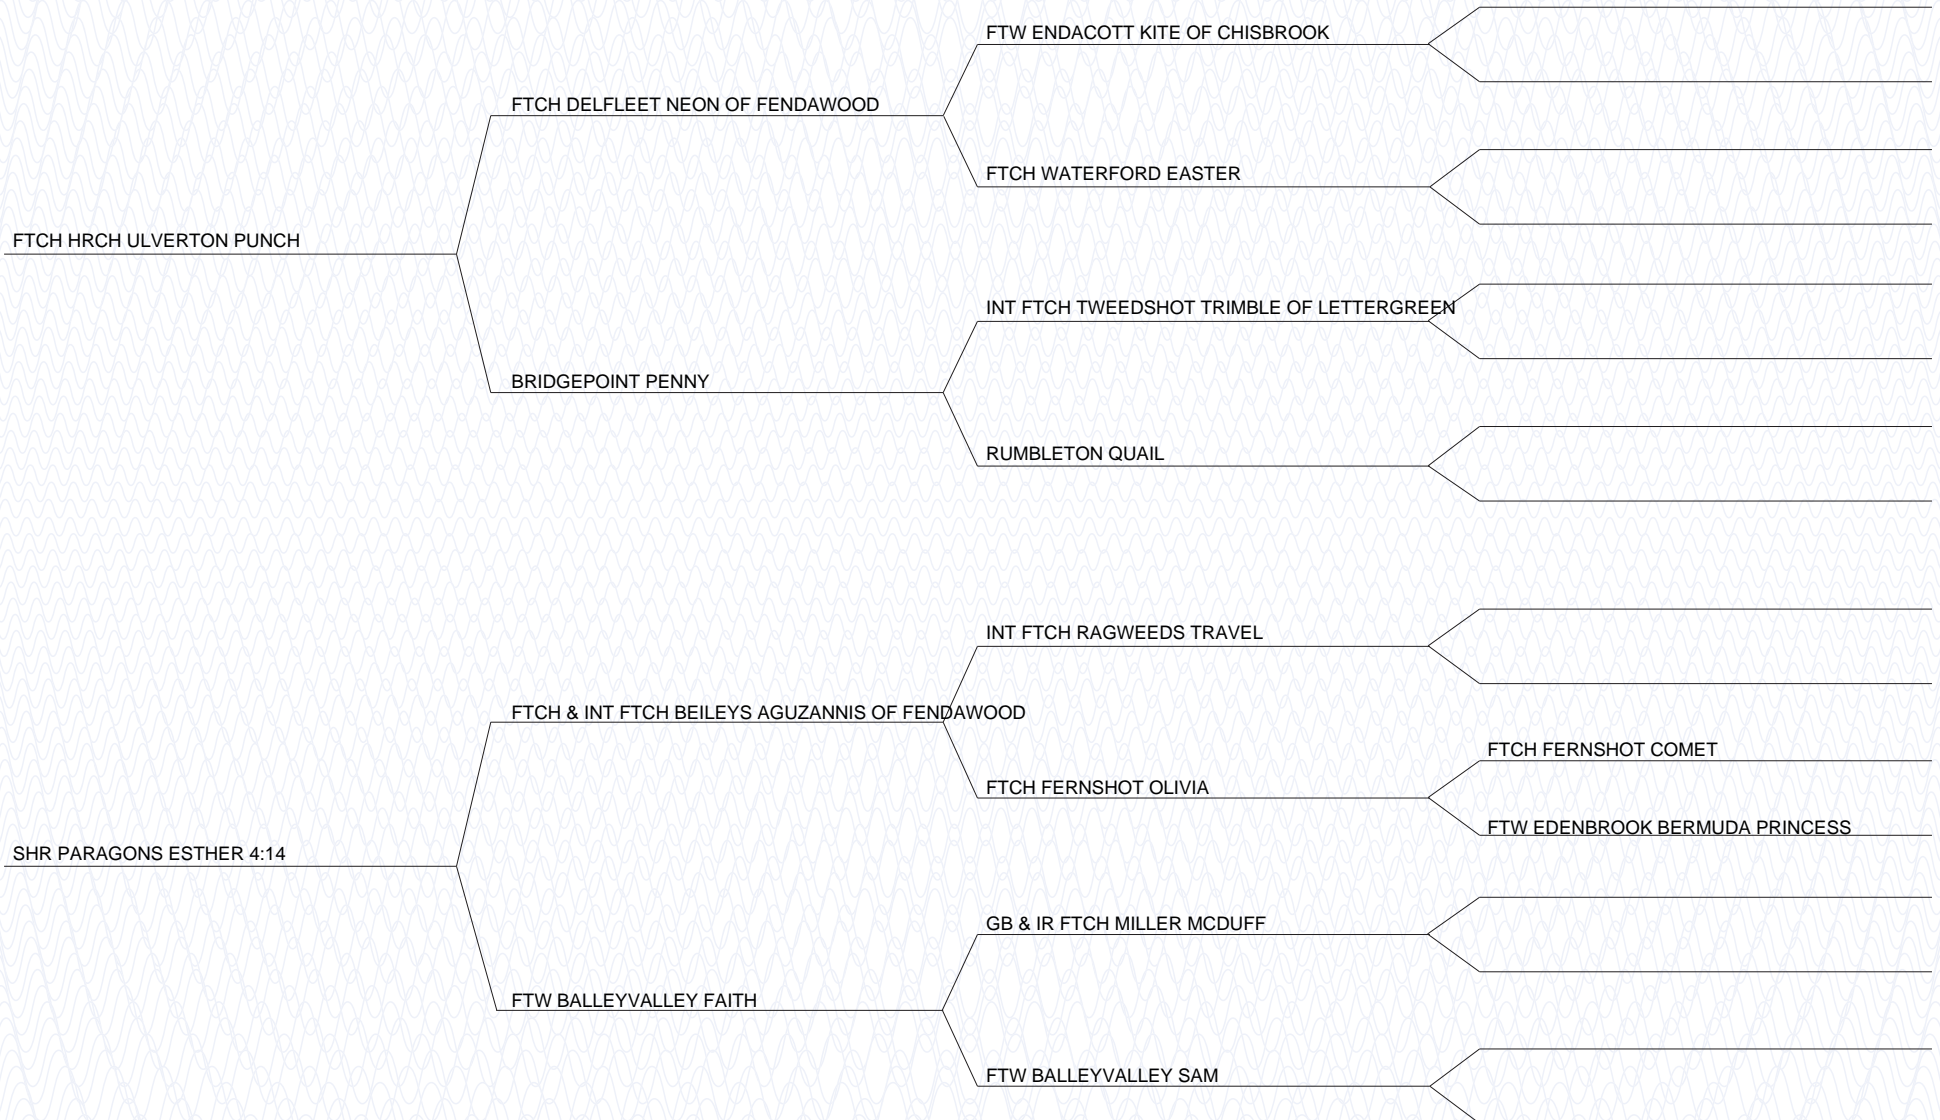 FTW ENDACOTT KITE OF CHISBROOK
FTCH DELFLEET NEON OF FENDAWOOD
FTCH WATERFORD EASTER
FTCH HRCH ULVERTON PUNCH
INT FTCH TWEEDSHOT TRIMBLE OF LETTERGREEN
BRIDGEPOINT PENNY
RUMBLETON QUAIL
INT FTCH RAGWEEDS TRAVEL
FTCH & INT FTCH BEILEYS AGUZANNIS OF FENDAWOOD
FTCH FERNSHOT COMET
FTCH FERNSHOT OLIVIA
FTW EDENBROOK BERMUDA PRINCESS
SHR PARAGONS ESTHER 4:14
GB & IR FTCH MILLER MCDUFF
FTW BALLEYVALLEY FAITH
FTW BALLEYVALLEY SAM